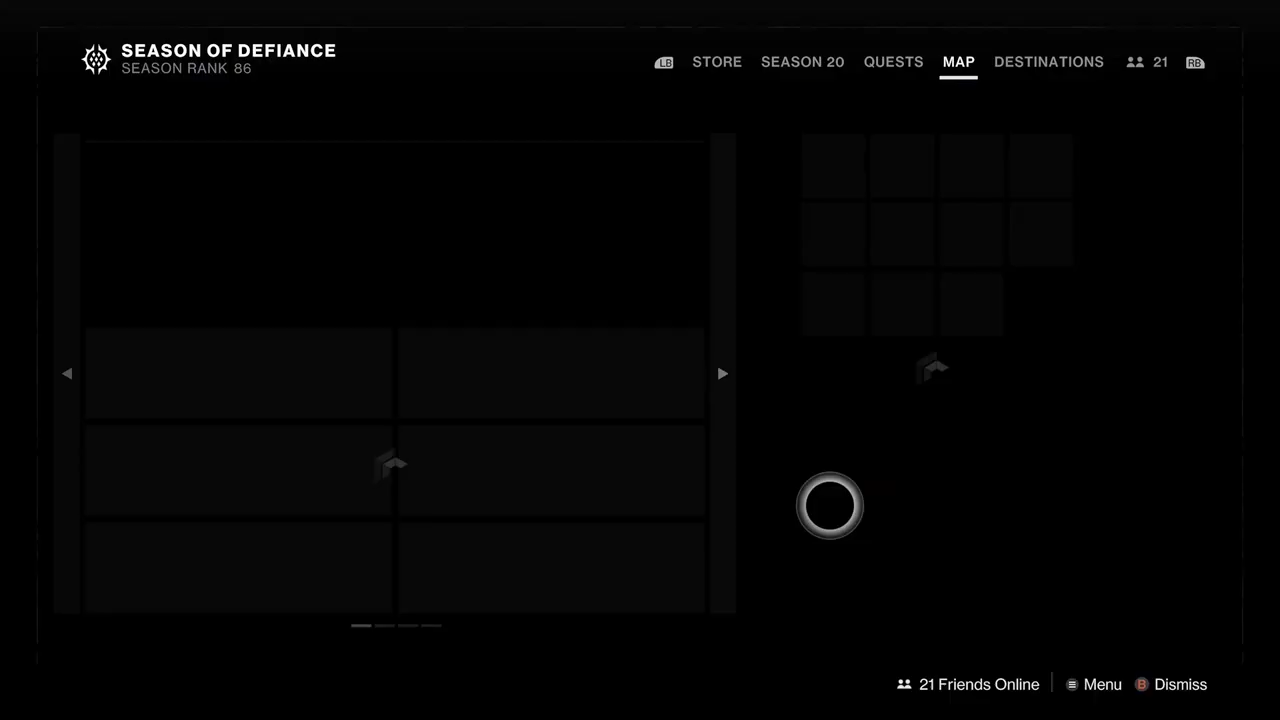 SEASON OF DEFIANCE
SEASON RANK 86
LB STORE SEASON 20 QUESTS MAP DESTINATIONS 21 RB
21 Friends Online Menu B Dismiss